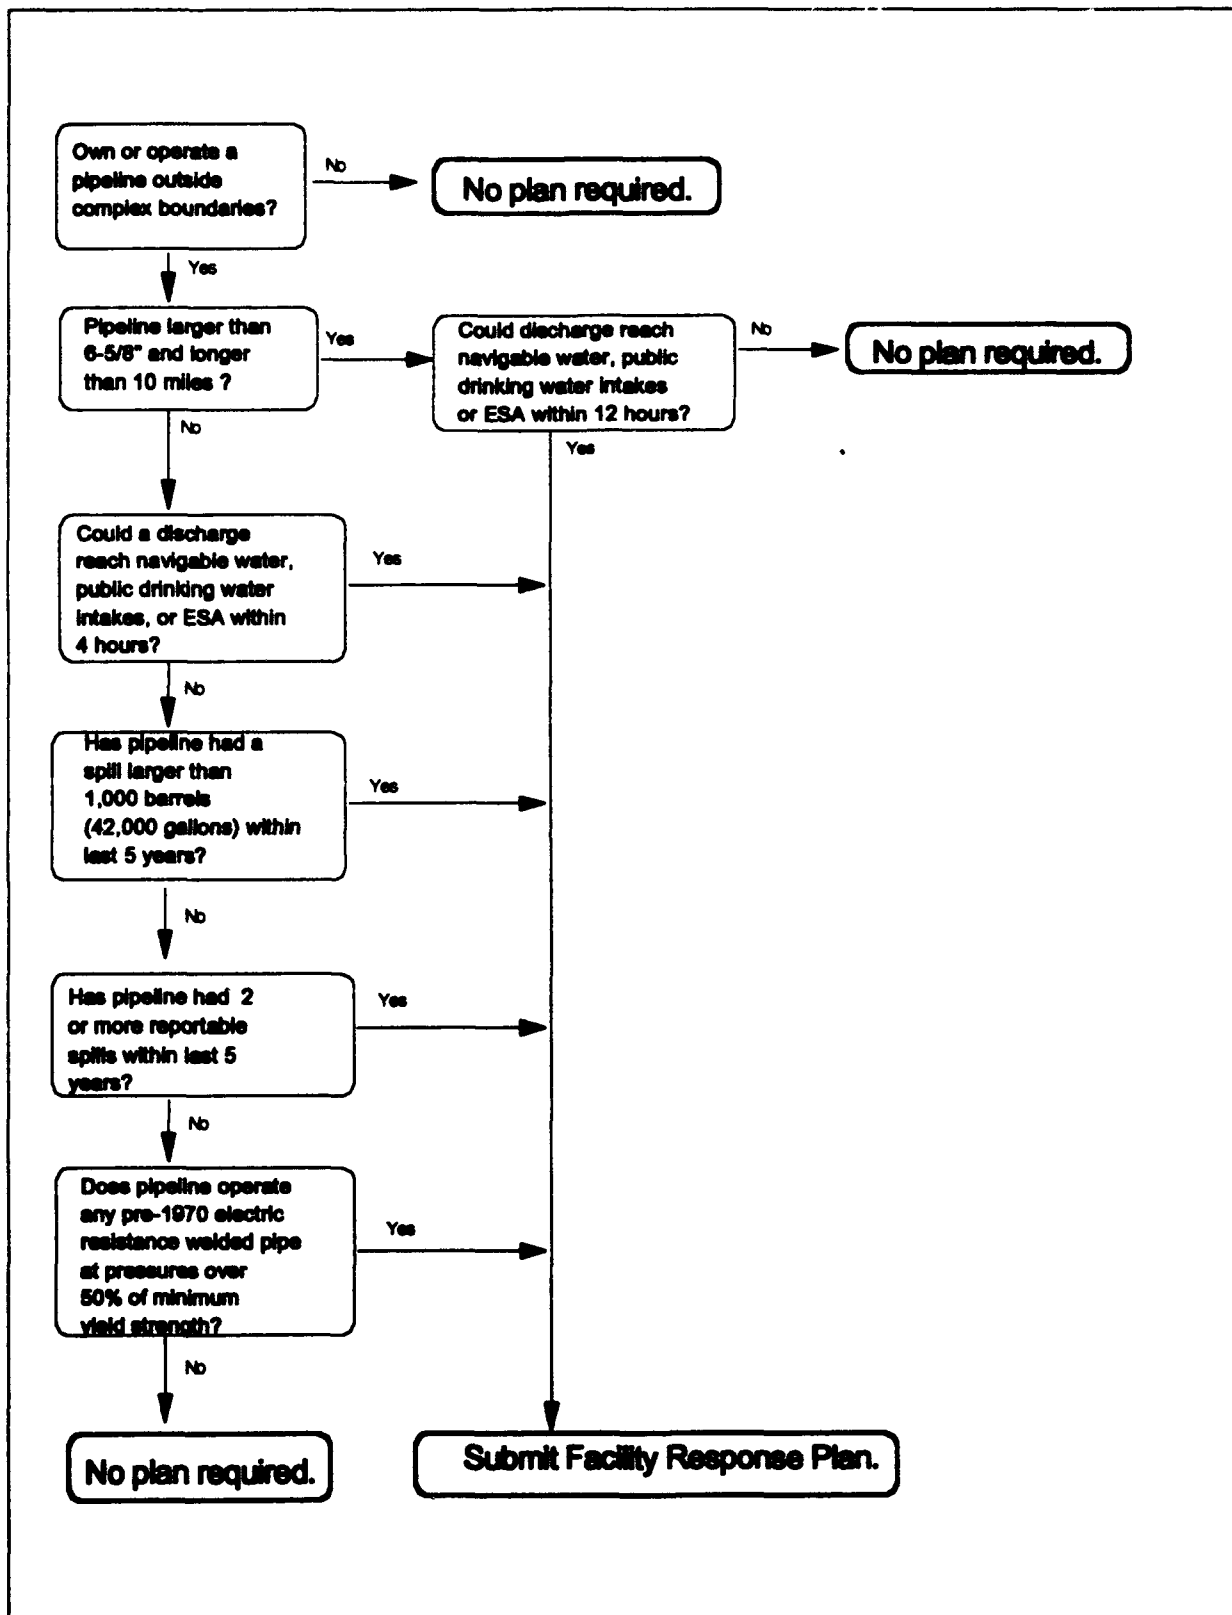 Own or operate a
pipeline outside
complex boundaries?
No
No plan required.
Yes
Pipeline larger than
6-5/8" and longer
than 10 miles ?
Yes
Could discharge reach
navigable water, public
drinking water intakes
or ESA within 12 hours?
No
No plan required.
No
Yes
Could a discharge
reach navigable water,
public drinking water
intakes, or ESA within
4 hours?
Yes
No
Has pipeline had a
spill larger than
1,000 barrels
(42,000 gallons) within
last 5 years?
Yes
No
Has pipeline had 2
or more reportable
spills within last 5
years?
Yes
No
Does pipeline operate
any pre-1970 electric
resistance welded pipe
at pressures over
50% of minimum
yield strength?
Yes
No
No plan required.
Submit Facility Response Plan.